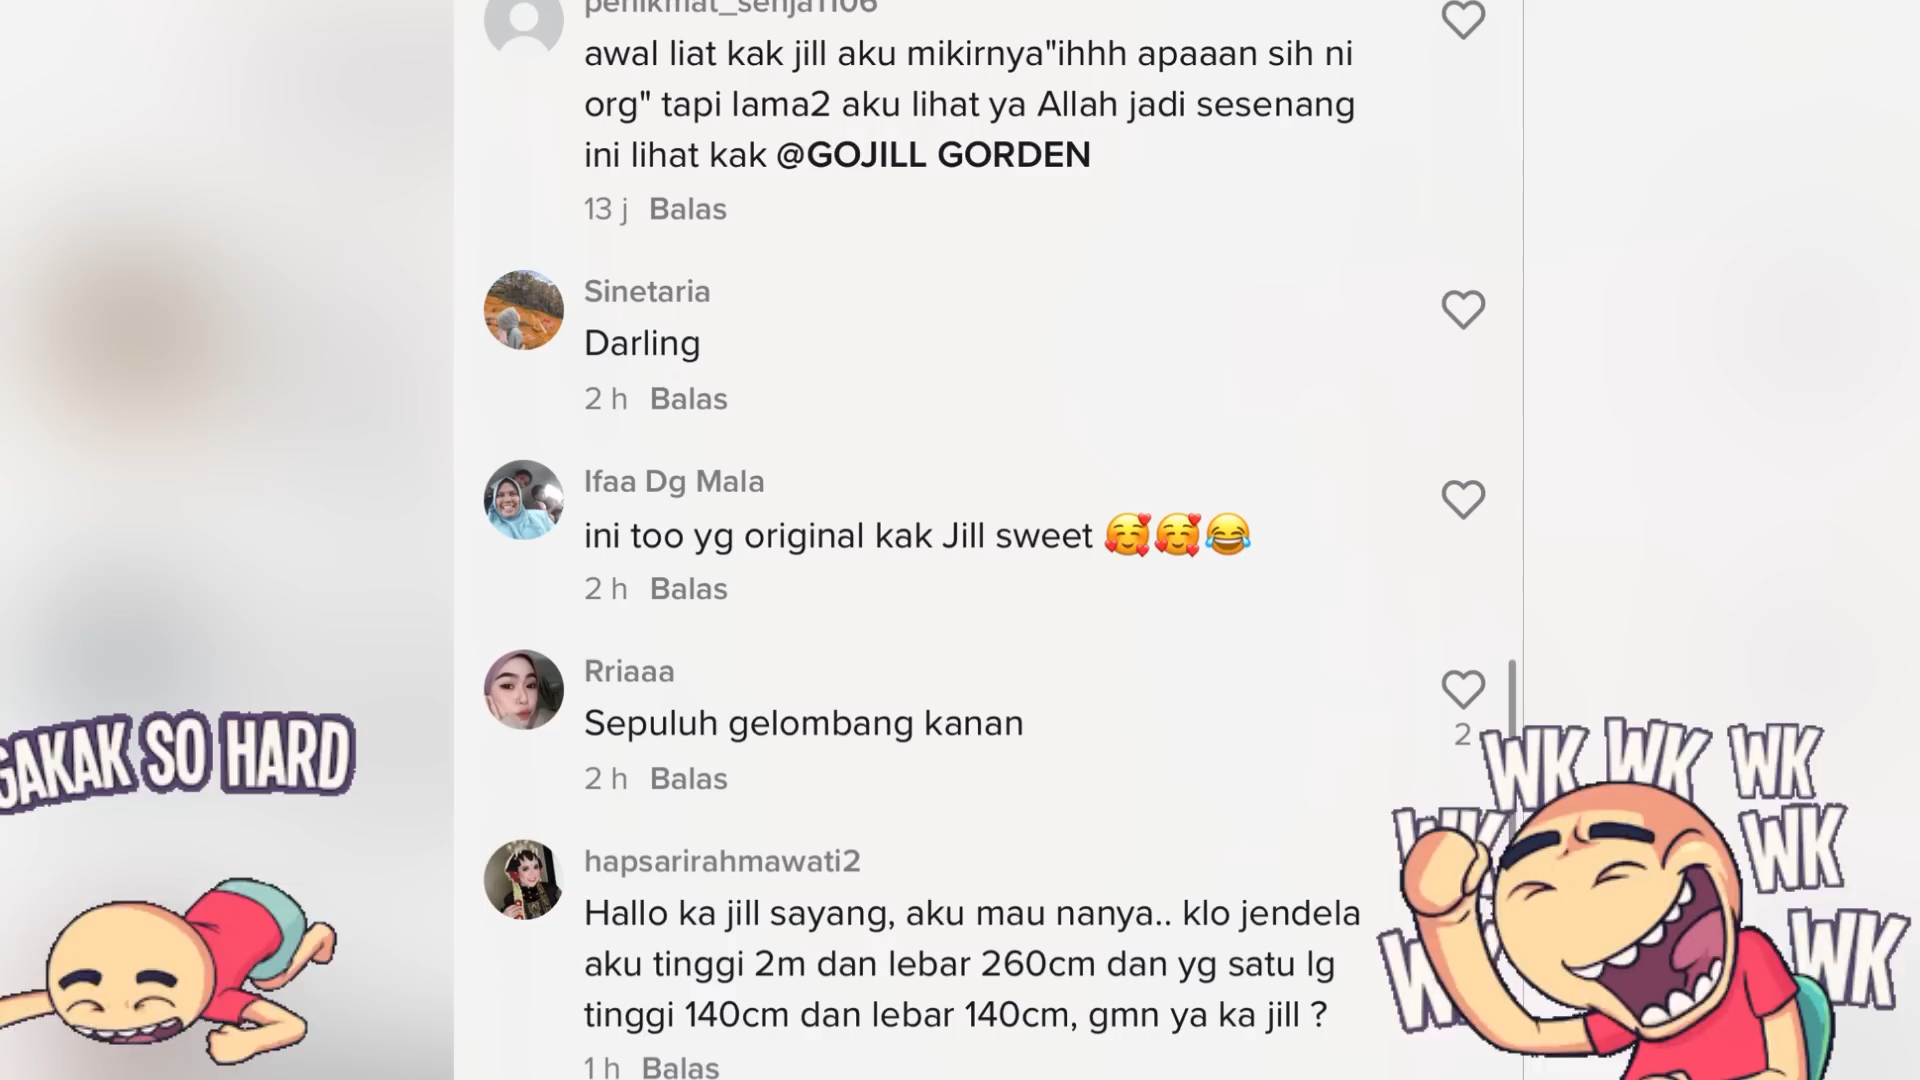 penikmat_senja1106
awal liat kak jill aku mikirnya"ihhh apaaan sih ni
org" tapi lama2 aku lihat ya Allah jadi sesenang
ini lihat kak @GOJILL GORDEN
13 j Balas
Sinetaria
Darling
2 h Balas
Ifaa Dg Mala
ini too yg original kak Jill sweet 🥰🥰😂
2 h Balas
Rriaaa
Sepuluh gelombang kanan
2
2 h Balas
hapsarirahmawati2
Hallo ka jill sayang, aku mau nanya.. klo jendela
aku tinggi 2m dan lebar 260cm dan yg satu lg
tinggi 140cm dan lebar 140cm, gmn ya ka jill ?
1 h Balas
GAKAK SO HARD
WK WK WK
WK WK
W WK